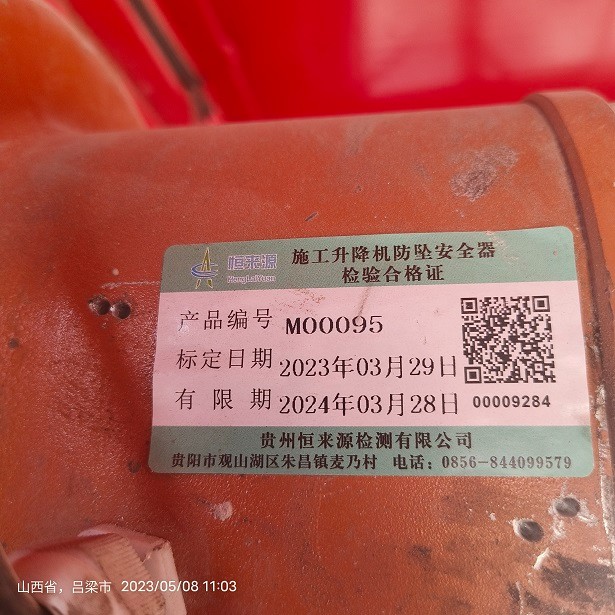 施工升降机防坠安全器
检验合格证
恒来源
HengLaiYuan
产品编号 M00095
标定日期 2023年03月29日
有限期 2024年03月28日
00009284
贵州恒来源检测有限公司
贵阳市观山湖区朱昌镇麦乃村 电话：0856-844099579
山西省，吕梁市 2023/05/08 11:03